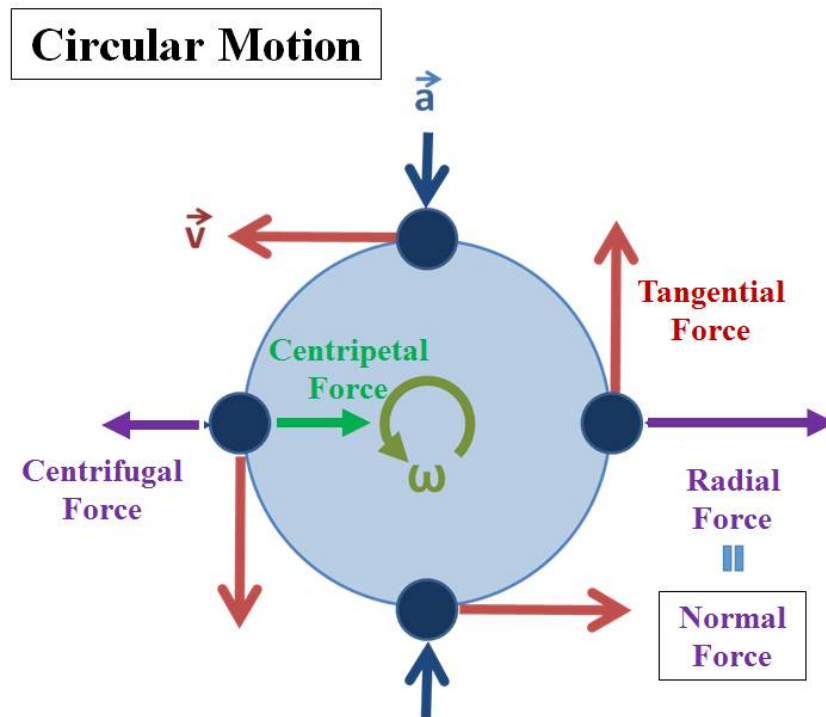 Circular Motion
a
v
Tangential
Force
Centripetal
Force
Centrifugal
Force
ω
Radial
Force
=
Normal
Force